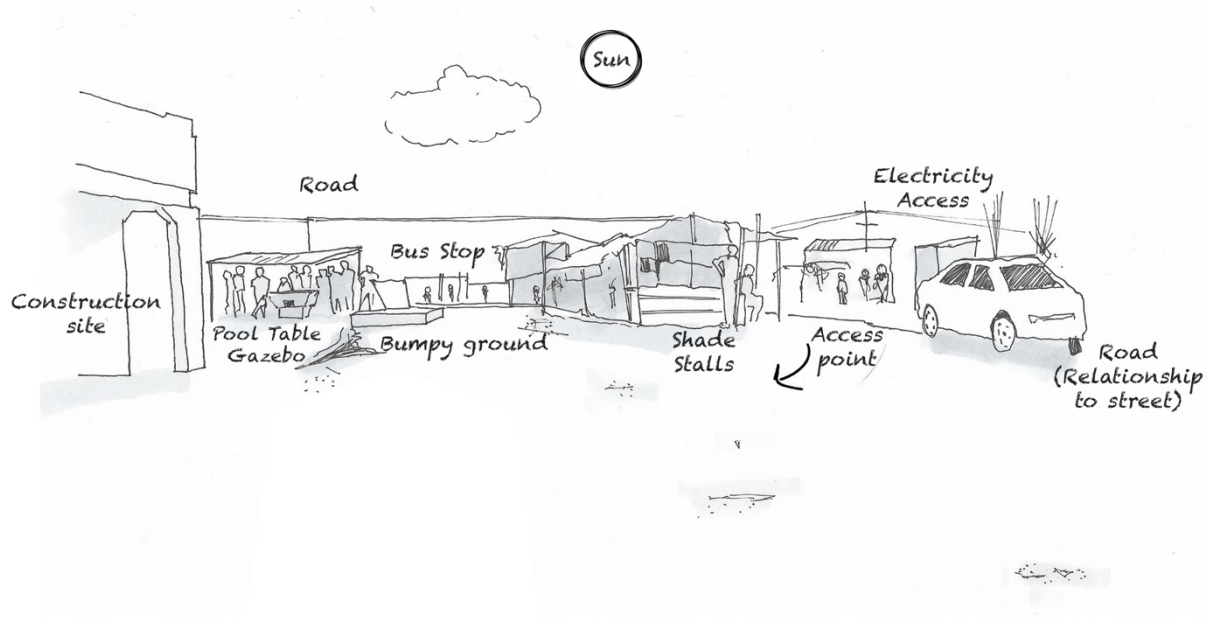 Sun
Road
Electricity
Access
Bus Stop
Construction
site
Pool Table
Gazebo
Bumpy ground
Shade
Stalls
Access
point
Road
(Relationship
to street)